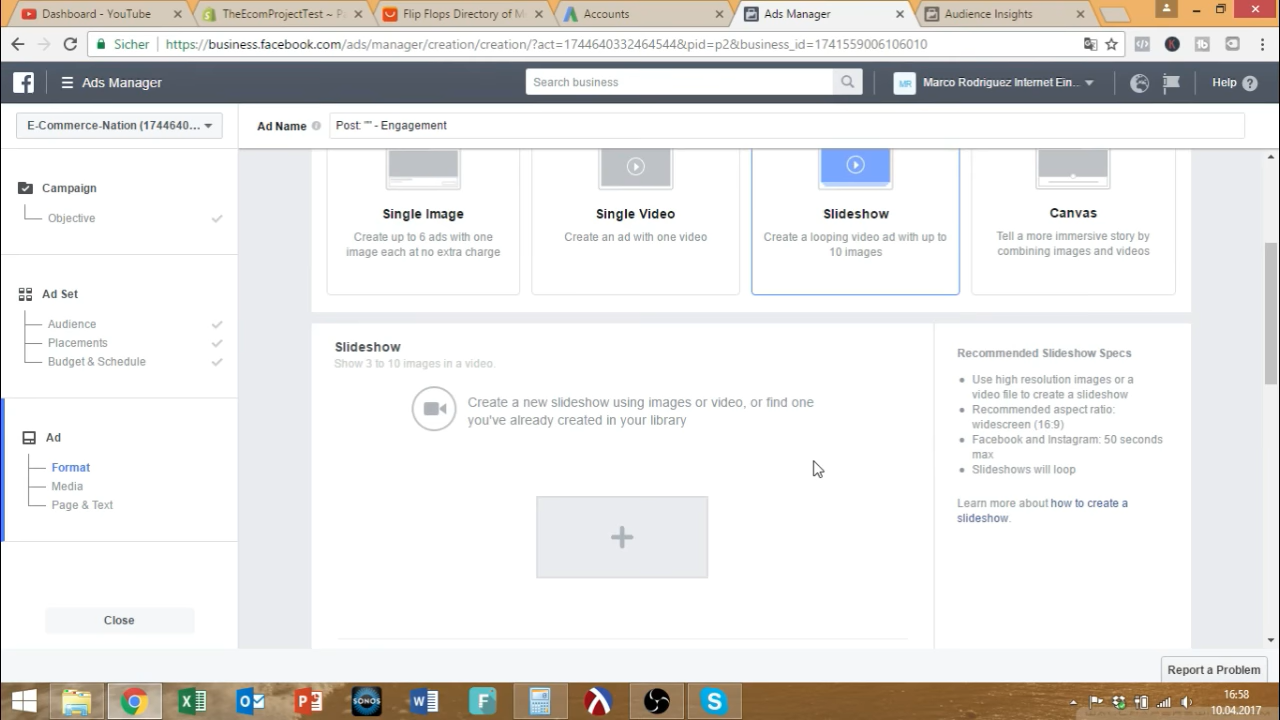 Dashboard - YouTube
TheEcomProjectTest ~ P
Flip Flops Directory of M
Accounts
Ads Manager
Audience Insights
Sicher
https://business.facebook.com/ads/manager/creation/creation/?act=174464033246454​4&pid=p2&business_id=1741559006106010
Ads Manager
Search business
MR
Marco Rodriguez Internet Ein...
Help
E-Commerce-Nation (1744640...
Ad Name
Post: "" - Engagement
Campaign
Objective
Ad Set
Audience
Placements
Budget & Schedule
Ad
Format
Media
Page & Text
Close
Single Image
Create up to 6 ads with one
image each at no extra charge
Single Video
Create an ad with one video
Slideshow
Create a looping video ad with up to
10 images
Canvas
Tell a more immersive story by
combining images and videos
Slideshow
Show 3 to 10 images in a video.
Create a new slideshow using images or video, or find one
you've already created in your library
Recommended Slideshow Specs
Use high resolution images or a
video file to create a slideshow
Recommended aspect ratio:
widescreen (16:9)
Facebook and Instagram: 50 seconds
max
Slideshows will loop
Learn more about how to create a
slideshow.
Report a Problem
SONOS
16:58
10.04.2017